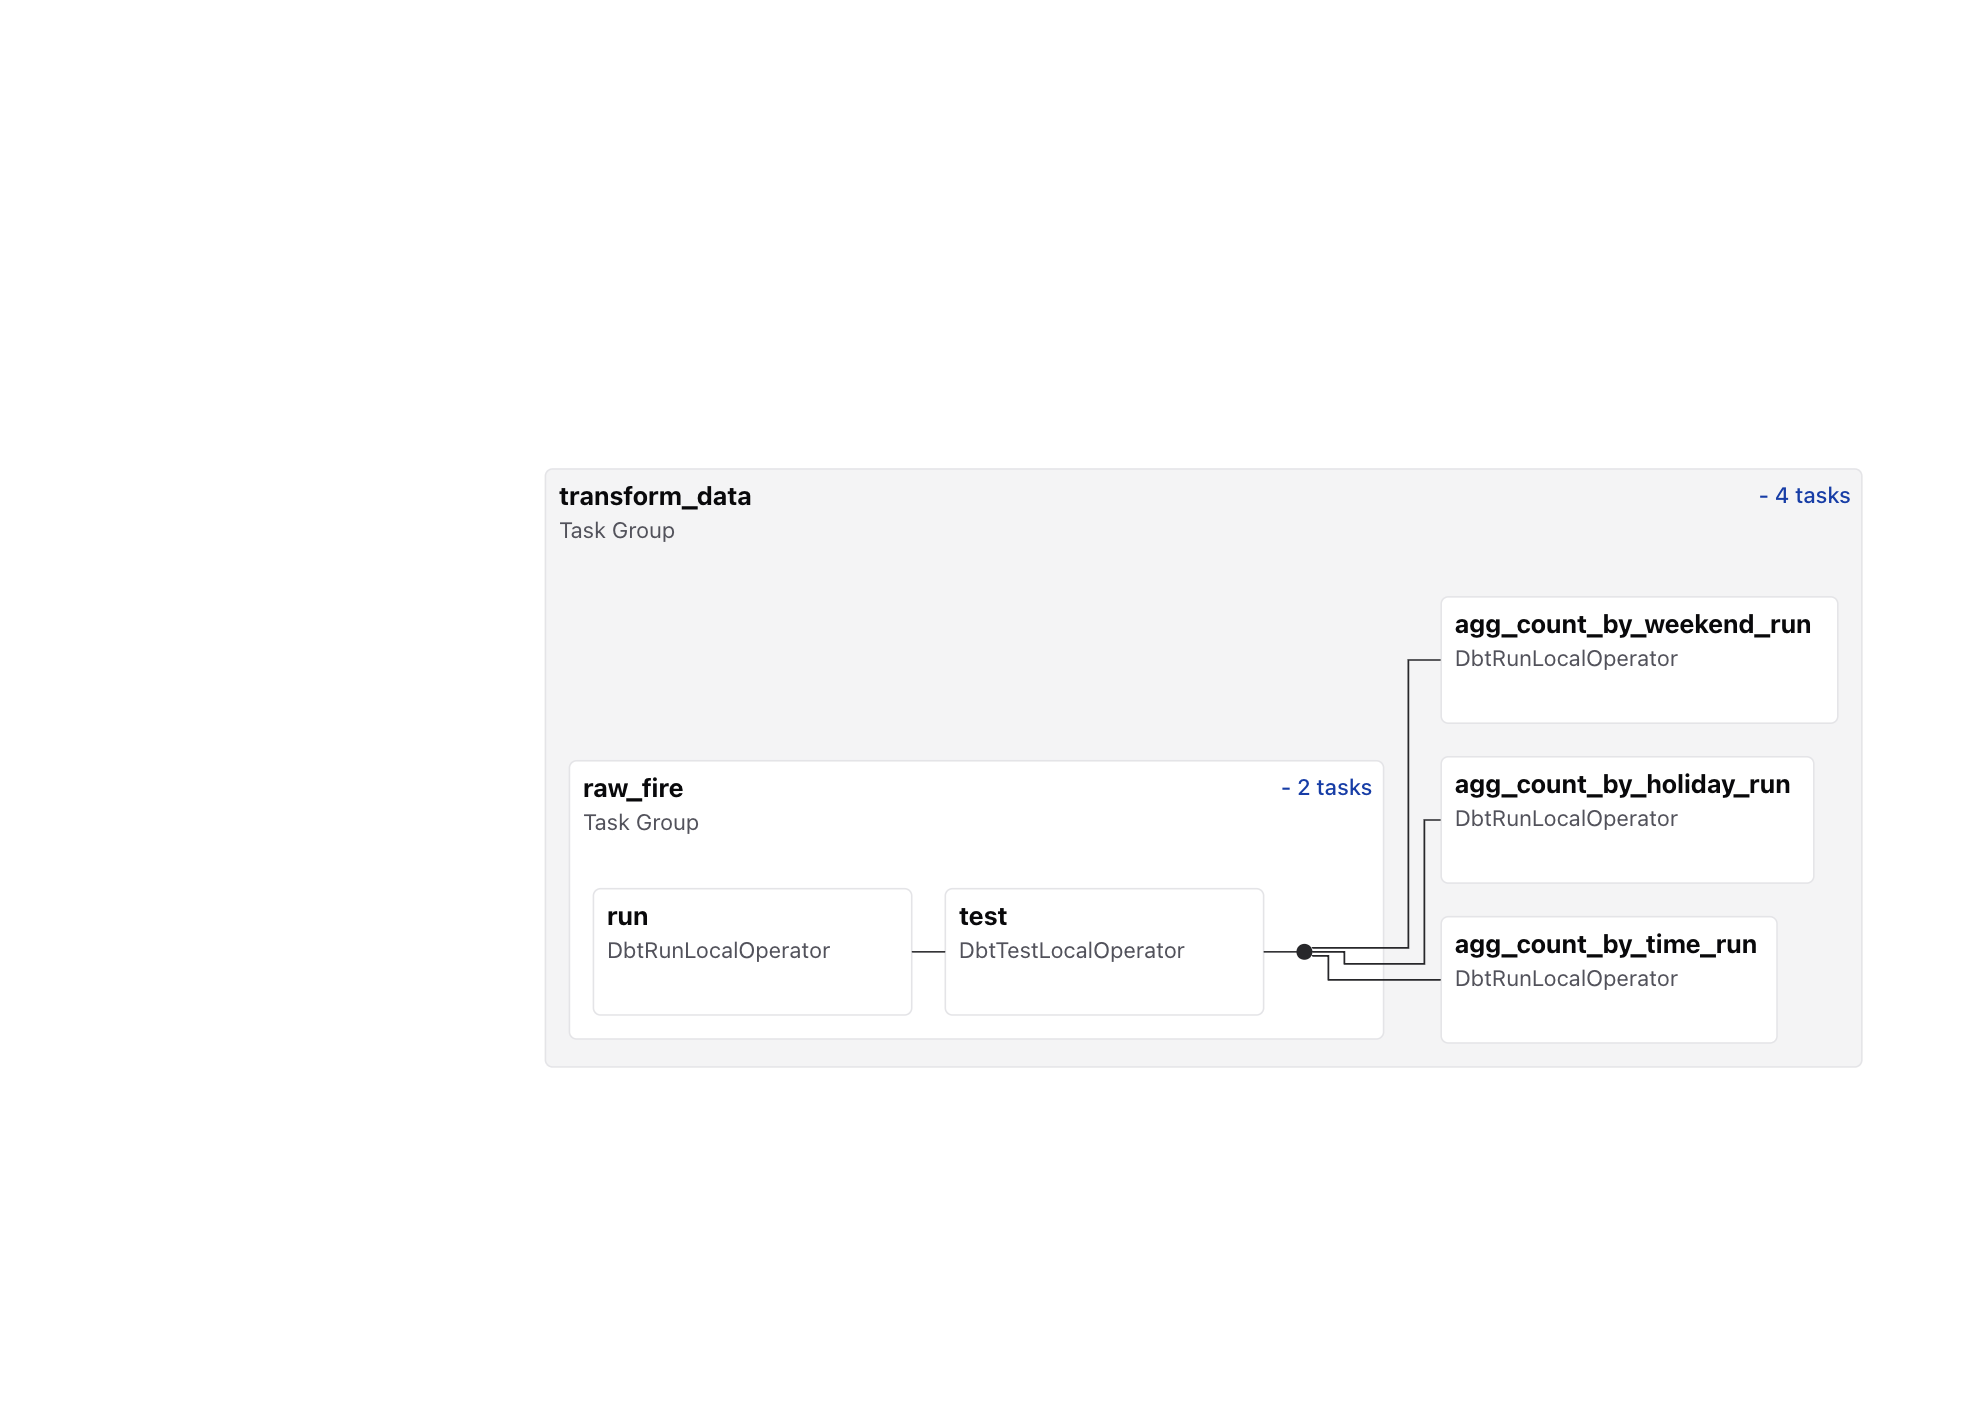 transform_data
- 4 tasks
Task Group
agg_count_by_weekend_run
DbtRunLocalOperator
raw_fire
- 2 tasks
Task Group
agg_count_by_holiday_run
DbtRunLocalOperator
run
DbtRunLocalOperator
test
DbtTestLocalOperator
agg_count_by_time_run
DbtRunLocalOperator